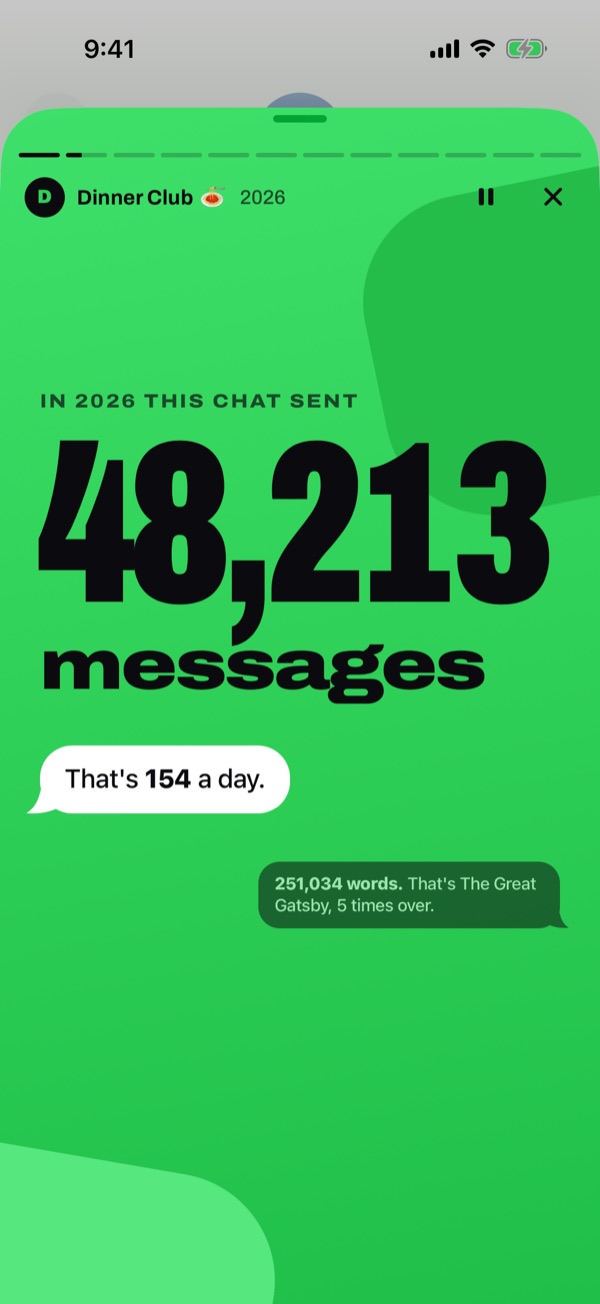 9:41
D Dinner Club 🍝 2026
IN 2026 THIS CHAT SENT
48,213
messages
That's 154 a day.
251,034 words. That's The Great
Gatsby, 5 times over.